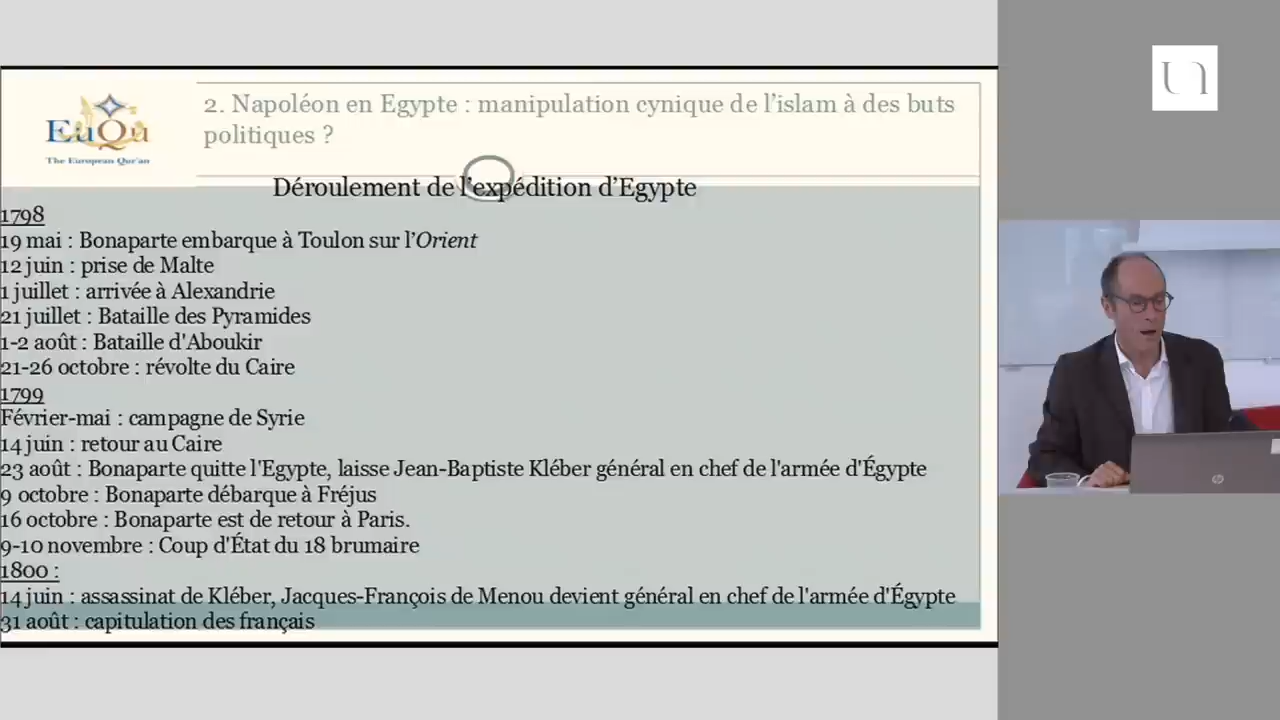 EuQu
The European Qur'an
2. Napoléon en Egypte : manipulation cynique de l'islam à des buts
politiques ?
Déroulement de l'expédition d'Egypte
1798
19 mai : Bonaparte embarque à Toulon sur l'Orient
12 juin : prise de Malte
1 juillet : arrivée à Alexandrie
21 juillet : Bataille des Pyramides
1-2 août : Bataille d'Aboukir
21-26 octobre : révolte du Caire
1799
Février-mai : campagne de Syrie
14 juin : retour au Caire
23 août : Bonaparte quitte l'Egypte, laisse Jean-Baptiste Kléber général en chef de l'armée d'Égypte
9 octobre : Bonaparte débarque à Fréjus
16 octobre : Bonaparte est de retour à Paris.
9-10 novembre : Coup d'État du 18 brumaire
1800 :
14 juin : assassinat de Kléber, Jacques-François de Menou devient général en chef de l'armée d'Égypte
31 août : capitulation des français
UN
hp